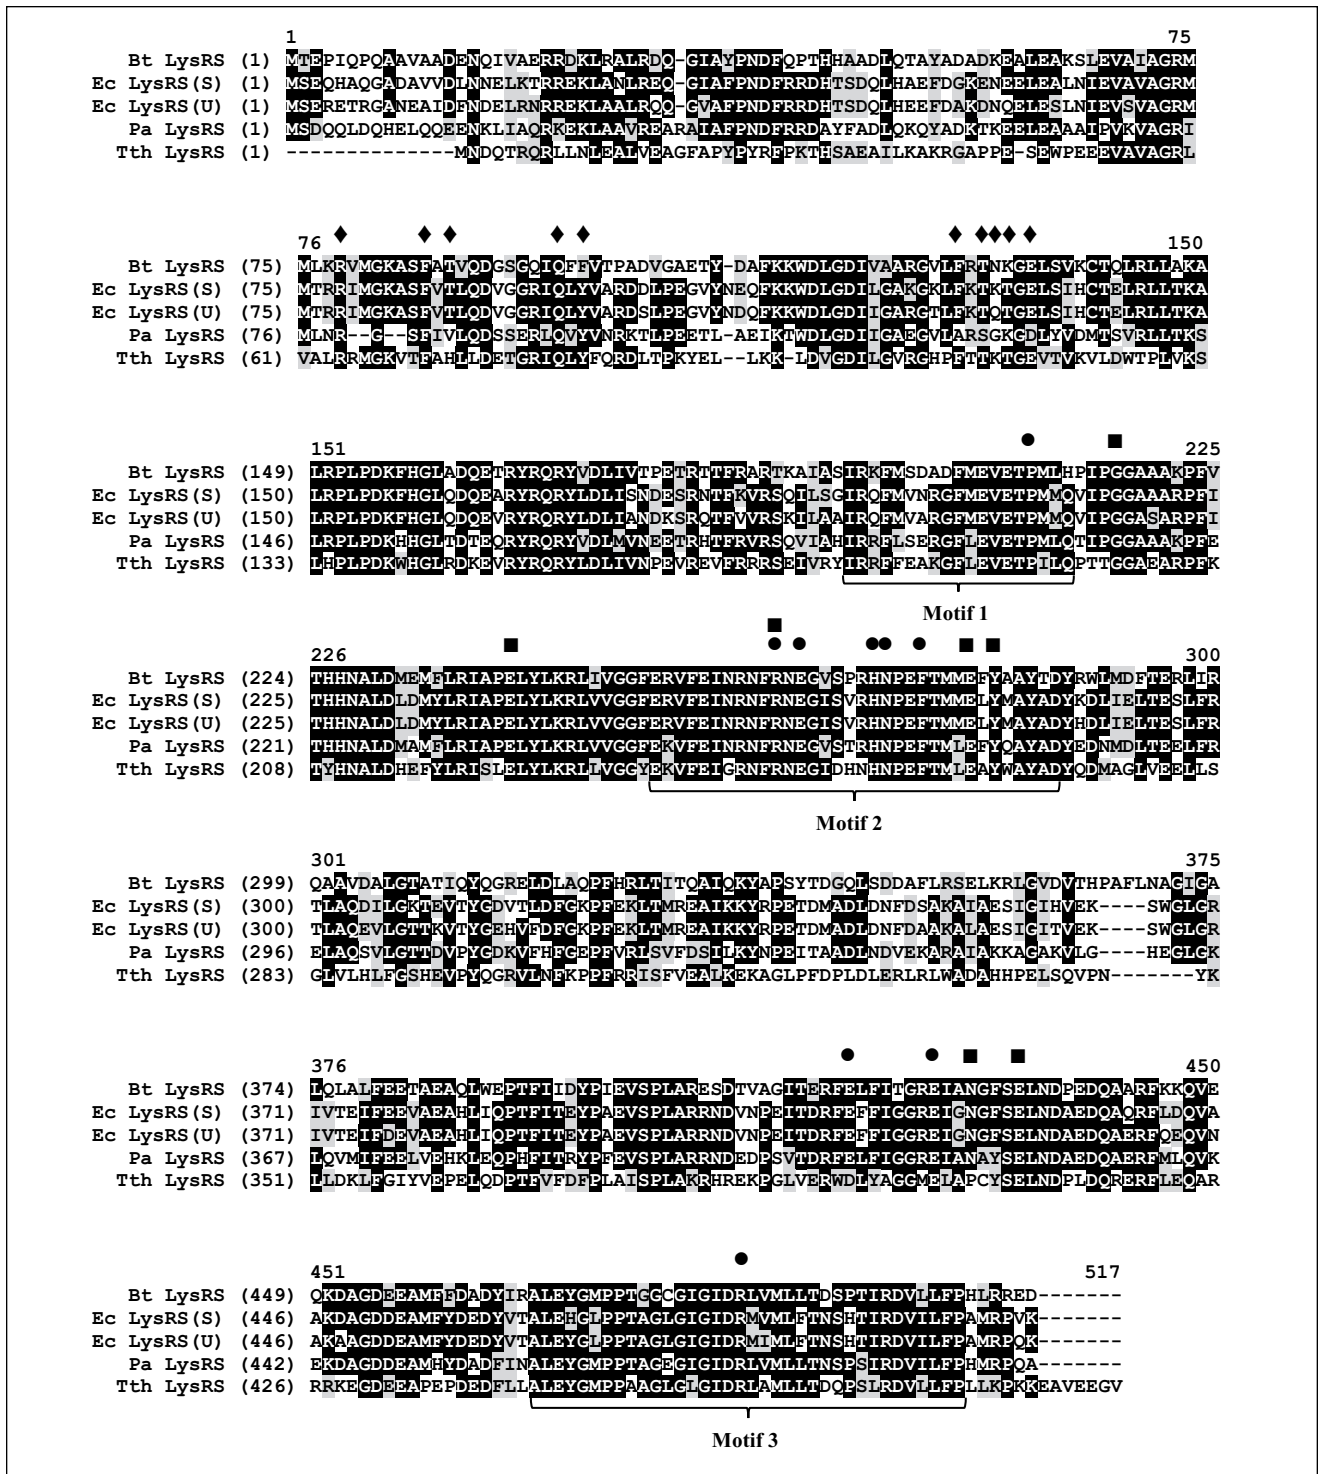 1 75
Bt LysRS (1) MTEPIQPQAAVAADENQIVAERRDKLRALRDQ-GIAYPNDFQPTHHAADLQTAYADADKEALEAKSLEVAIAGRM
Ec LysRS(S) (1) MSEQHAQGADAVVDLNNELKTRREKLANLREQ-GIAFPNDFRRDHTSDQLHAEFDGKENEELEALNIEVAVAGRM
Ec LysRS(U) (1) MSERETRGANEAIDFNDELRNRREKLAALRQQ-GVAFPNDFRRDHTSDQLHEEFDAKDNQELESLNIEVSVAGRM
Pa LysRS (1) MSDQQLDQHELQQEENKLIAQRKEKLAAVREARAIAFPNDFRRDAYFADLQKQYADKTKEELEAAAIPVKVAGRI
Tth LysRS (1) --------------MNDQTRQRLLNLEALVEAGFAPYPYRFPKTHSAEAILKAKRGAPPE-SEWPEEEVAVAGRL
♦ ♦ ♦ ♦ ♦ ♦ ♦ ♦ ♦ ♦
76 150
Bt LysRS (75) MLKRVMGKASFATVQDGSGQIQFFVTPADVGAETY-DAFKKWDLGDIVAARGVLFRTNKGELSVKCTQLRLLAKA
Ec LysRS(S) (75) MTRRIMGKASFVTLQDVGGRIQLYVARDDLPEGVYNEQFKKWDLGDILGAKGKLFKTKTGELSIHCTELRLLTKA
Ec LysRS(U) (75) MTRRIMGKASFVTLQDVGGRIQLYVARDSLPEGVYNDQFKKWDLGDIIGARGTLFKTQTGELSIHCTELRLLTKA
Pa LysRS (76) MLNR--G--SFIVLQDSSERLQVYVNRKTLPEETL-AEIKTWDLGDIIGAEGVLARSGKGDLYVDMTSVRLLTKS
Tth LysRS (61) VALRRMGKVTFAHLLDETGRIQLYFQRDLTPKYEL--LKK-LDVGDILGVRGHPFTTKTGEVTVKVLDWTPLVKS
● ■
151 225
Bt LysRS (149) LRPLPDKFHGLADQETRYRQRYVDLIVTPETRTTFRARTKAIASIRKFMSDADFMEVETPMLHPIPGGAAAKPFV
Ec LysRS(S) (150) LRPLPDKFHGLQDQEARYRQRYLDLISNDESRNTFKVRSQILSGIRQFMVNRGFMEVETPMMQVIPGGAAARPFI
Ec LysRS(U) (150) LRPLPDKFHGLQDQEVRYRQRYLDLIANDKSRQTFVVRSKILAAIRQFMVARGFMEVETPMMQVIPGGASARPFI
Pa LysRS (146) LRPLPDKHHGLTDTEQRYRQRYVDLMVNEETRHTFRVRSQVIAHIRRFLSERGFLEVETPMLQTIPGGAAAKPFE
Tth LysRS (133) LHPLPDKWHGLRDKEVRYRQRYLDLIVNPEVREVFRRRSEIVRYIRRFFEAKGFLEVETPILQPTTGGAEARPFK
Motif 1
■
■ ● ● ● ● ● ■ ■
226 300
Bt LysRS (224) THHNALDMEMFLRIAPELYLKRLIVGGFERVFEINRNFRNEGVSPRHNPEFTMMEFYAAYTDYRWLMDFTERLIR
Ec LysRS(S) (225) THHNALDLDMYLRIAPELYLKRLVVGGFERVFEINRNFRNEGISVRHNPEFTMMELYMAYADYKDLIELTESLFR
Ec LysRS(U) (225) THHNALDLDMYLRIAPELYLKRLVVGGFERVFEINRNFRNEGISVRHNPEFTMMELYMAYADYHDLIELTESLFR
Pa LysRS (221) THHNALDMAMFLRIAPELYLKRLVVGGFEKVFEINRNFRNEGVSTRHNPEFTMLEFYQAYADYEDNMDLTEELFR
Tth LysRS (208) TYHNALDHEFYLRISLELYLKRLLVGGYEKVFEIGRNFRNEGIDHNHNPEFTMLEAYWAYADYQDMAGLVEELLS
Motif 2
301 375
Bt LysRS (299) QAAVDALGTATIQYQGRELDLAQPFHRLTITQAIQKYAPSYTDGQLSDDAFLRSELKRLGVDVTHPAFLNAGIGA
Ec LysRS(S) (300) TLAQDILGKTEVTYGDVTLDFGKPFEKLTMREAIKKYRPETDMADLDNFDSAKAIAESIGIHVEK----SWGLGR
Ec LysRS(U) (300) TLAQEVLGTTKVTYGEHVFDFGKPFEKLTMREAIKKYRPETDMADLDNFDAAKALAESIGITVEK----SWGLGR
Pa LysRS (296) ELAQSVLGTTDVPYGDKVFHFGEPFVRLSVFDSILKYNPEITAADLNDVEKARAIAKKAGAKVLG----HEGLGK
Tth LysRS (283) GLVLHLFGSHEVPYQGRVLNFKPPFRRISFVEALKEKAGLPFDPLDLERLRLWADAHHPELSQVPN-------YK
● ● ■ ■
376 450
Bt LysRS (374) LQLALFEETAEAQLWEPTFIIDYPIEVSPLARESDTVAGITERFELFITGREIANGFSELNDPEDQAARFKKQVE
Ec LysRS(S) (371) IVTEIFEEVAEAHLIQPTFITEYPAEVSPLARRNDVNPEITDRFEFFIGGREIGNGFSELNDAEDQAQRFLDQVA
Ec LysRS(U) (371) IVTEIFDEVAEAHLIQPTFITEYPAEVSPLARRNDVNPEITDRFEFFIGGREIGNGFSELNDAEDQAERFQEQVN
Pa LysRS (367) LQVMIFEELVEHKLEQPHFITRYPFEVSPLARRNDEDPSVTDRFELFIGGREIANAYSELNDAEDQAERFMLQVK
Tth LysRS (351) LLDKLFGIYVEPELQDPTFVFDFPLAISPLAKRHREKPGLVERWDLYAGGMELAPCYSELNDPLDQRERFLEQAR
●
451 517
Bt LysRS (449) QKDAGDEEAMFFDADYIRALEYGMPPTGGCGIGIDRLVMLLTDSPTIRDVLLFPHLRRED-------
Ec LysRS(S) (446) AKDAGDDEAMFYDEDYVTALEHGLPPTAGLGIGIDRMVMLFTNSHTIRDVILFPAMRPVK-------
Ec LysRS(U) (446) AKAAGDDEAMFYDEDYVTALEYGLPPTAGLGIGIDRMIMLFTNSHTIRDVILFPAMRPQK-------
Pa LysRS (442) EKDAGDDEAMHYDADFINALEYGMPPTAGEGIGIDRLVMLLTNSPSIRDVILFPHMRPQA-------
Tth LysRS (426) RRKEGDEEAPEPDEDFLLALEYGMPPAAGLGLGIDRLAMLLTDQPSLRDVLLFPLLKPKKEAVEEGV
Motif 3